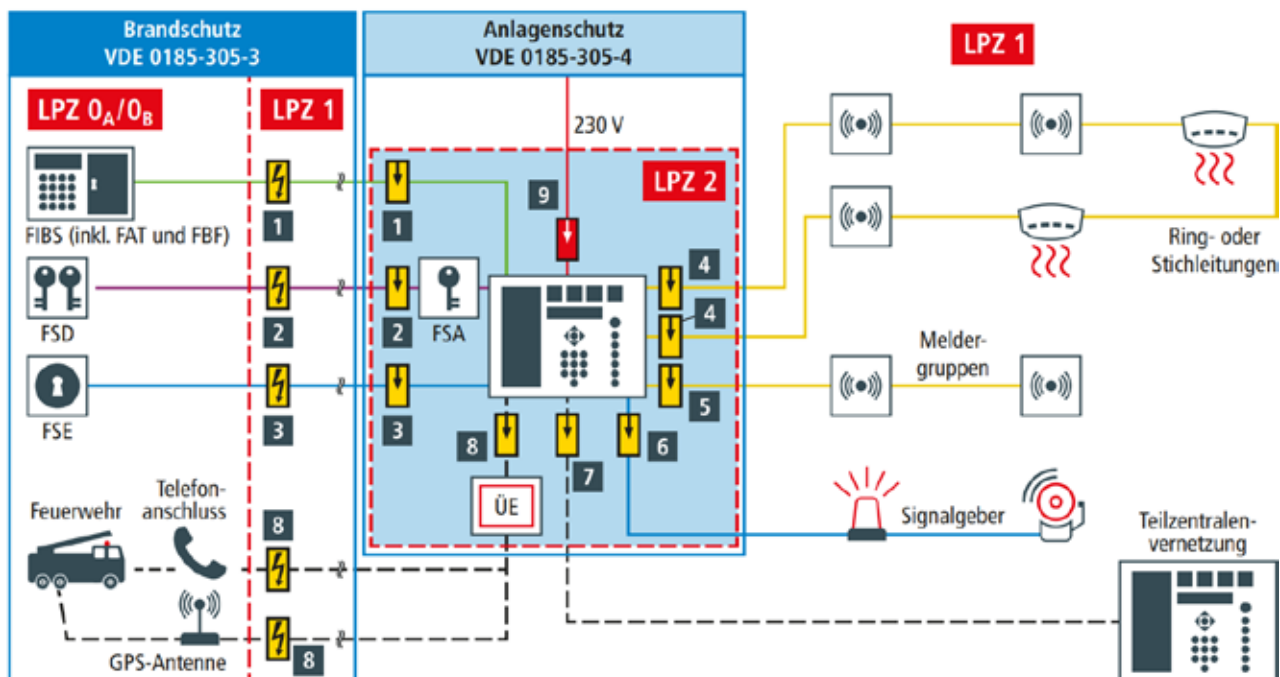 Brandschutz
VDE 0185-305-3
Anlagenschutz
VDE 0185-305-4
LPZ 1
LPZ 0A/0B
LPZ 1
230 V
LPZ 2
9
FIBS (inkl. FAT und FBF)
1
1
4
Ring- oder
Stichleitungen
FSD
2
2
FSA
4
Melder-
gruppen
FSE
3
3
5
8
7
6
ÜE
Feuerwehr
Telefon-
anschluss
8
Signalgeber
Teilzentralen-
vernetzung
GPS-Antenne
8